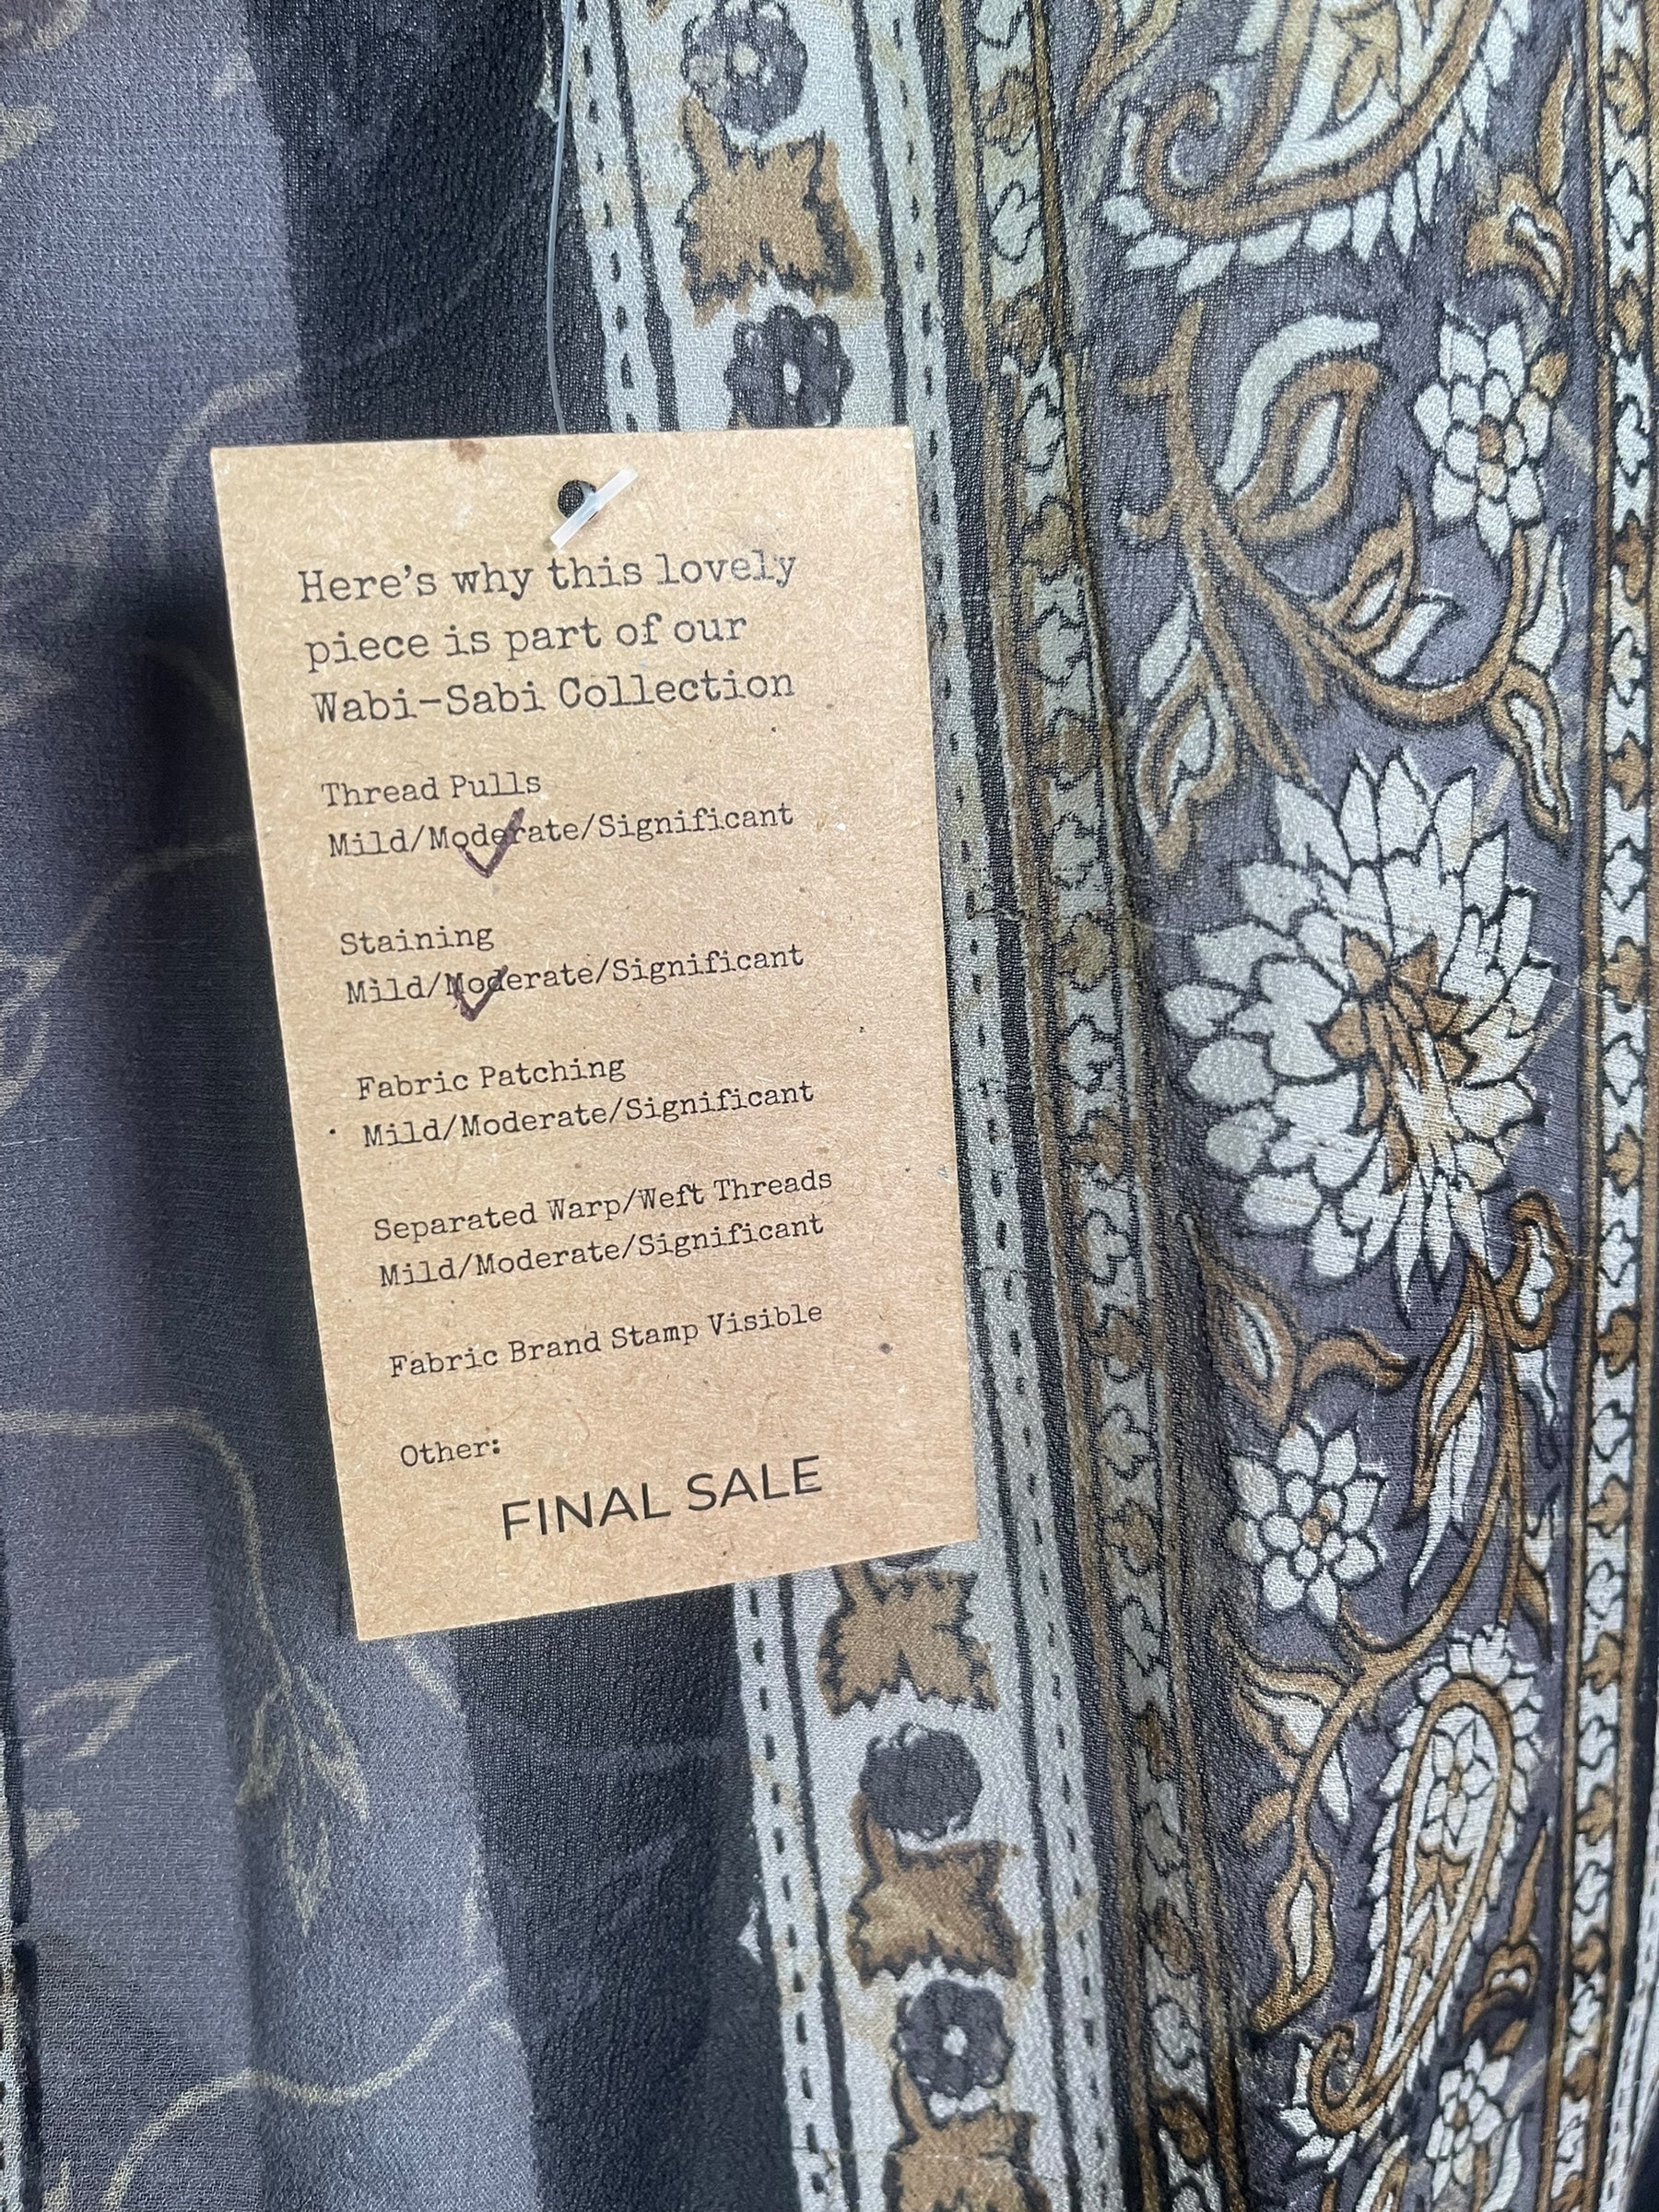 Here's why this lovely
piece is part of our
Wabi-Sabi Collection
Thread Pulls
Mild/Moderate/Significant
Staining
Mild/Moderate/Significant
Fabric Patching
Mild/Moderate/Significant
Separated Warp/Weft Threads
Mild/Moderate/Significant
Fabric Brand Stamp Visible
Other:
FINAL SALE